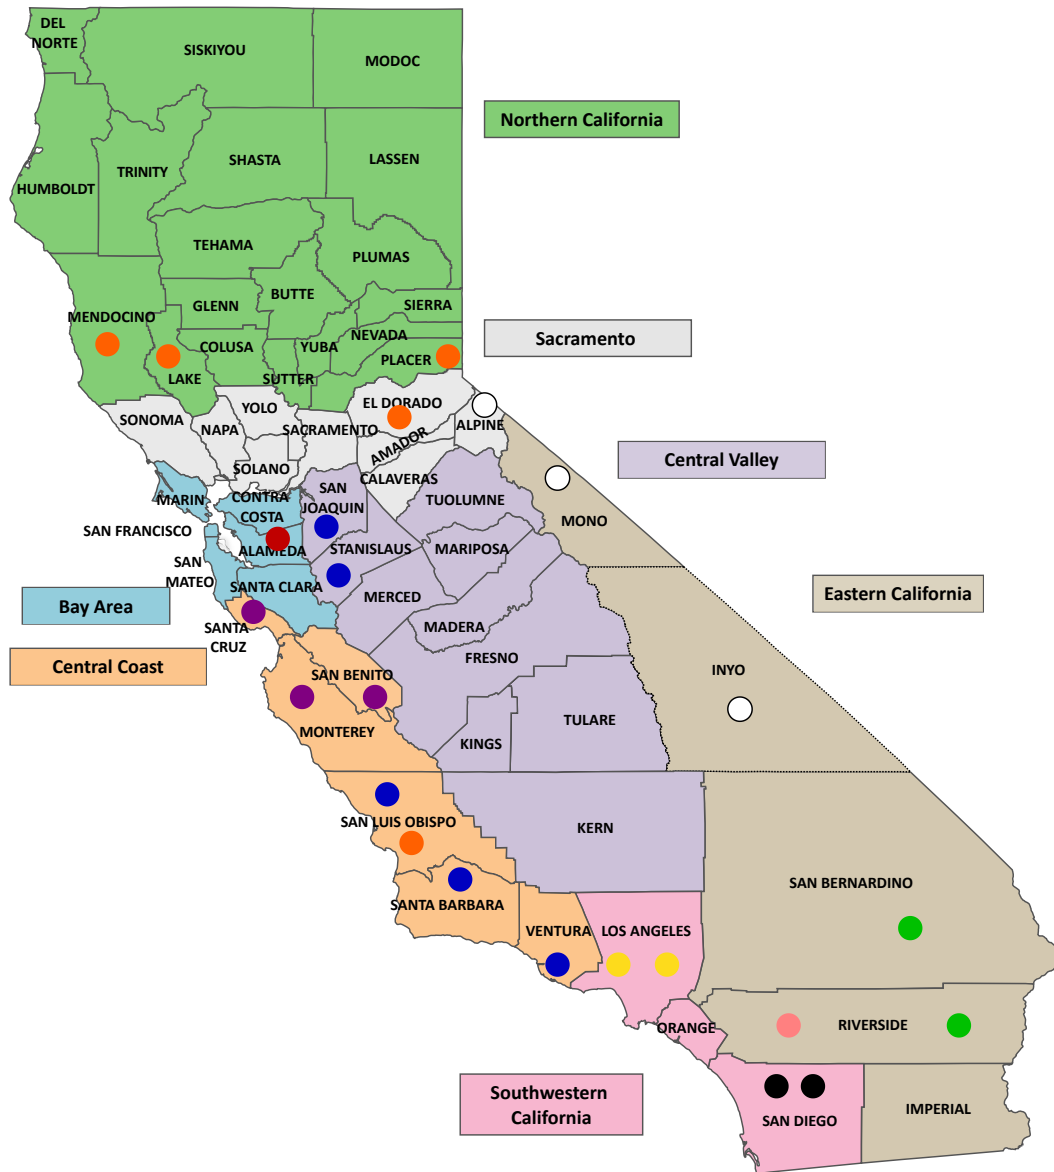 DEL
NORTE
SISKIYOU
MODOC
Northern California
SHASTA
LASSEN
TRINITY
HUMBOLDT
TEHAMA
PLUMAS
BUTTE
GLENN
SIERRA
MENDOCINO
NEVADA
COLUSA
YUBA
PLACER
LAKE
SUTTER
Sacramento
EL DORADO
YOLO
SONOMA
NAPA
SACRAMENTO
ALPINE
AMADOR
SOLANO
CALAVERAS
Central Valley
SAN
JOAQUIN
TUOLUMNE
MARIN
CONTRA
COSTA
MONO
SAN FRANCISCO
ALAMEDA
STANISLAUS
MARIPOSA
SAN
MATEO
SANTA CLARA
MERCED
Eastern California
Bay Area
SANTA
CRUZ
MADERA
FRESNO
Central Coast
SAN BENITO
INYO
MONTEREY
TULARE
KINGS
SAN LUIS OBISPO
KERN
SAN BERNARDINO
SANTA BARBARA
VENTURA
LOS ANGELES
ORANGE
RIVERSIDE
Southwestern
California
SAN DIEGO
IMPERIAL